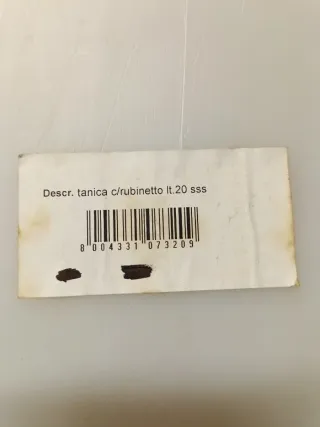 Descr. tanica c/rubinetto lt.20 sss
8 004331 073209